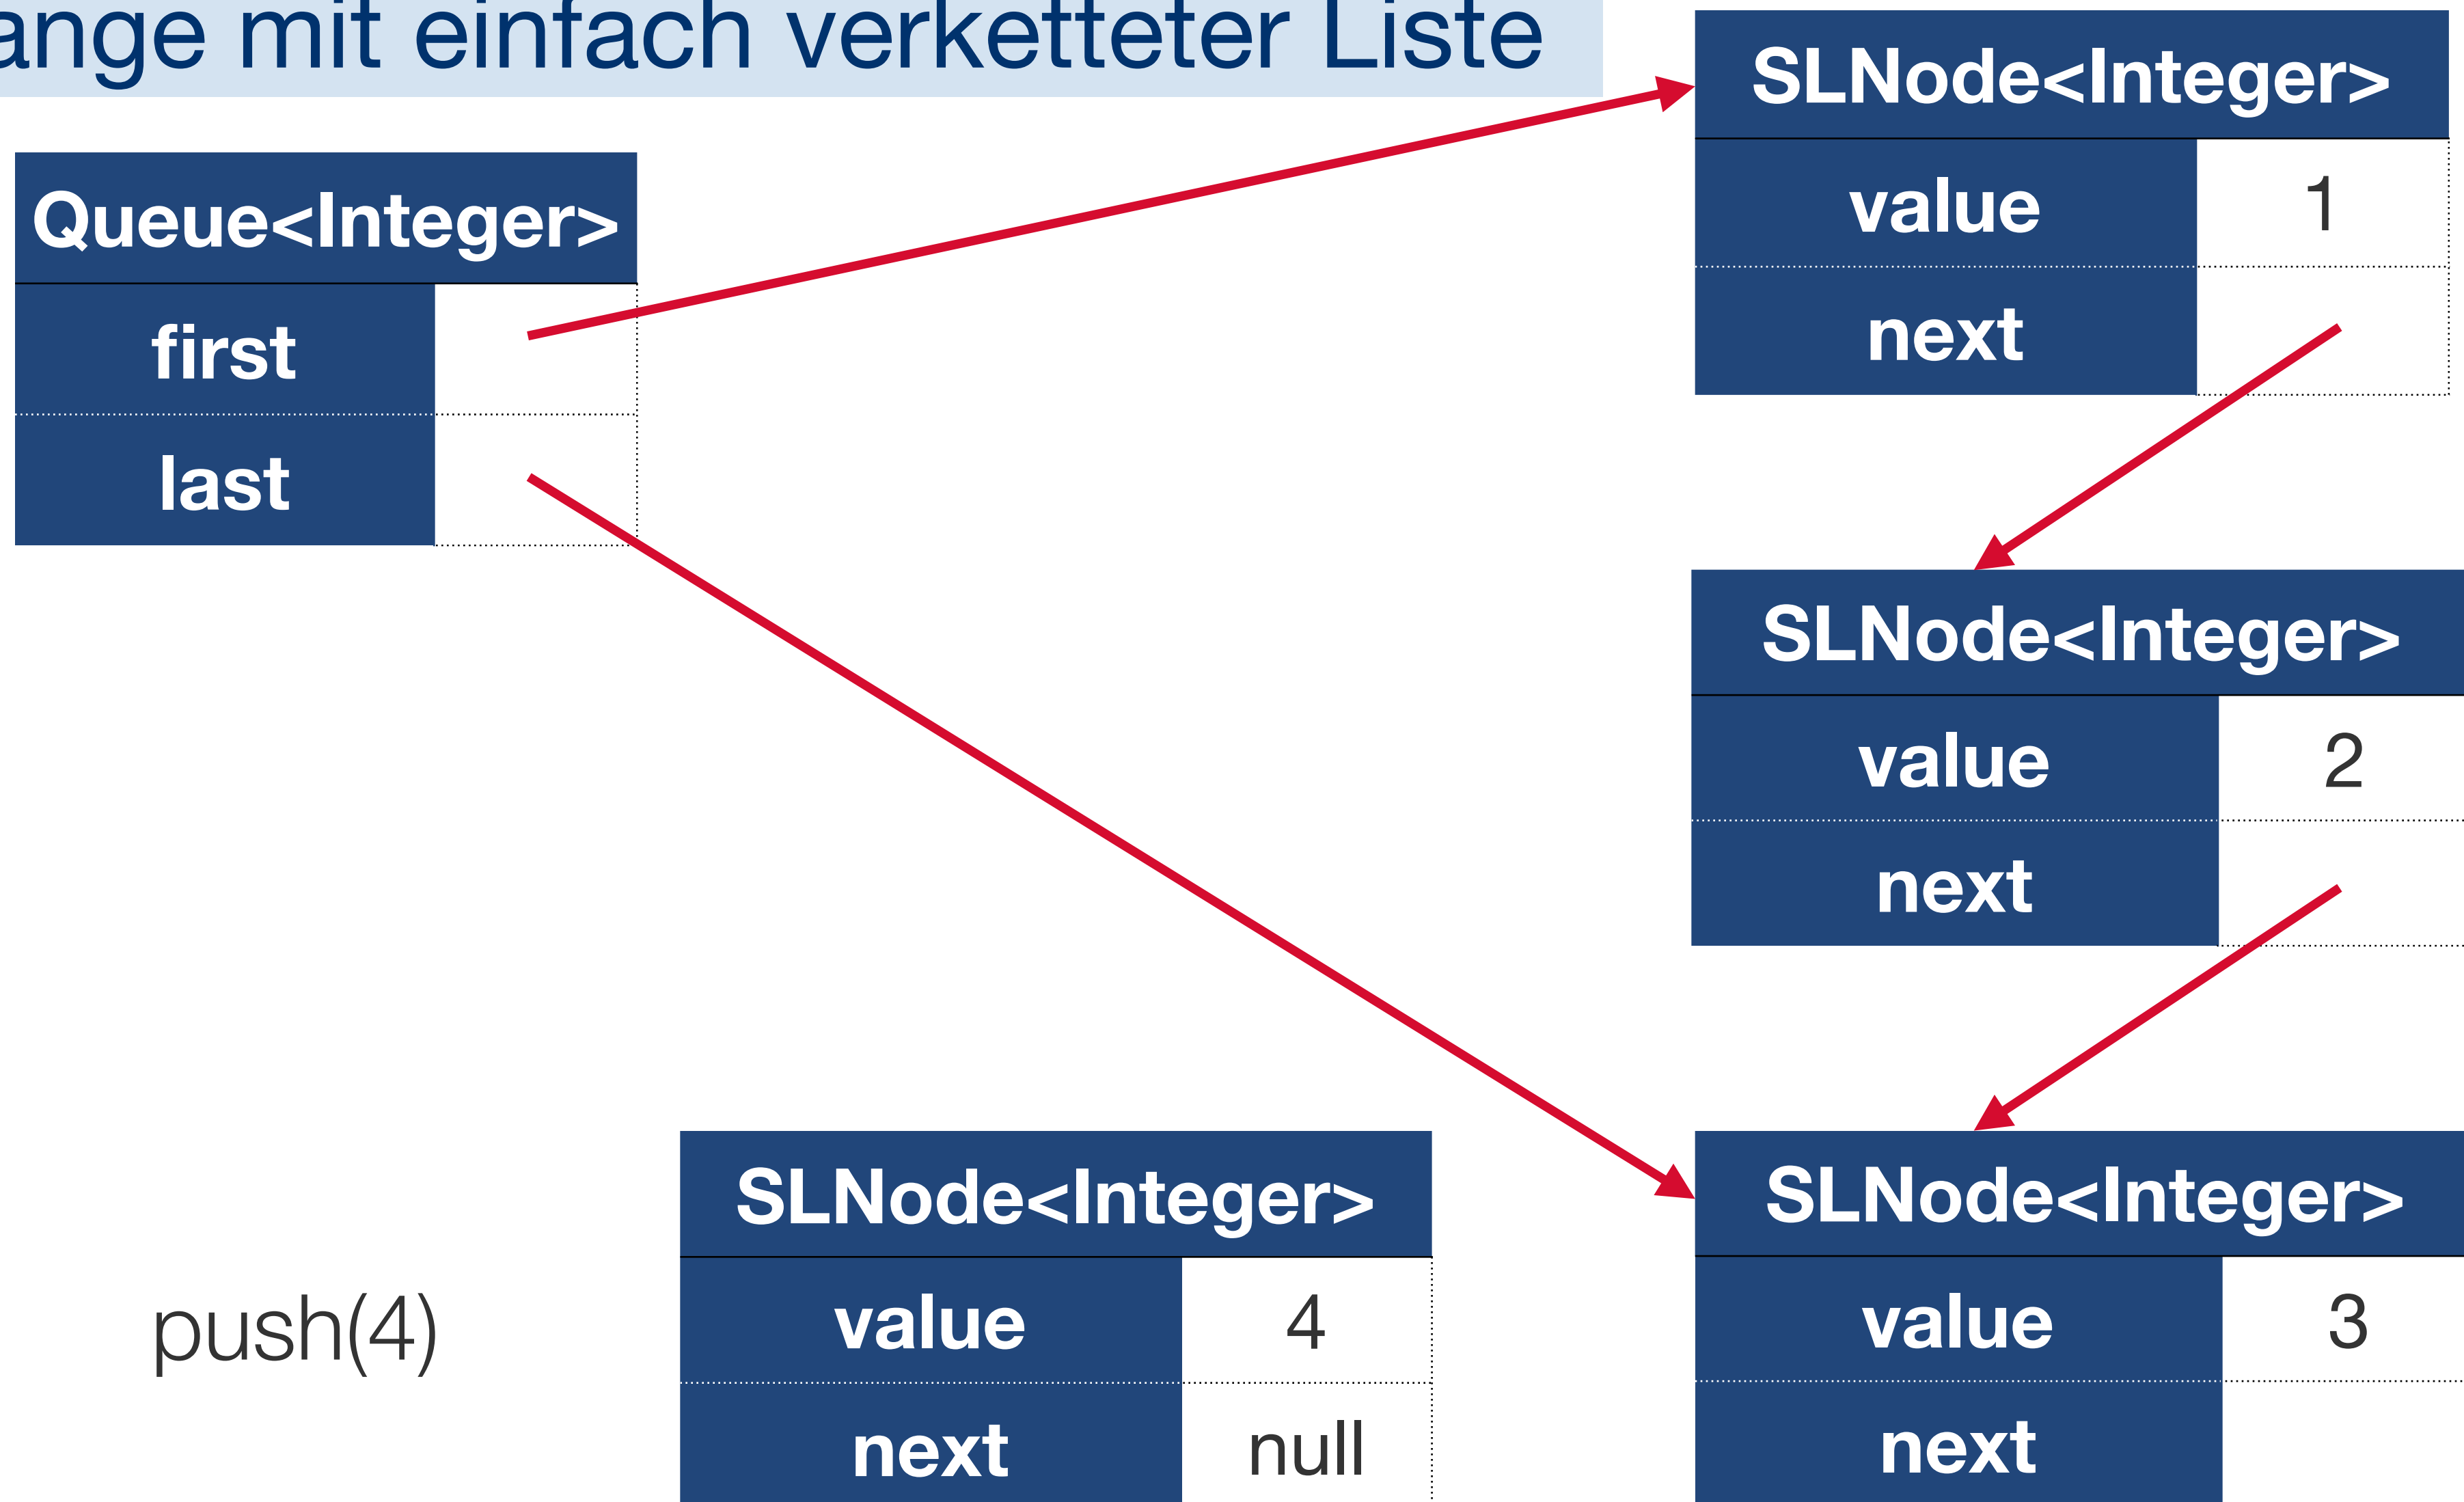 mit einfach verketteter Liste
Queue<Integer>
first
last
SLNode<Integer>
value 1
next
SLNode<Integer>
value 2
next
push(4)
SLNode<Integer>
value 4
next null
SLNode<Integer>
value 3
next